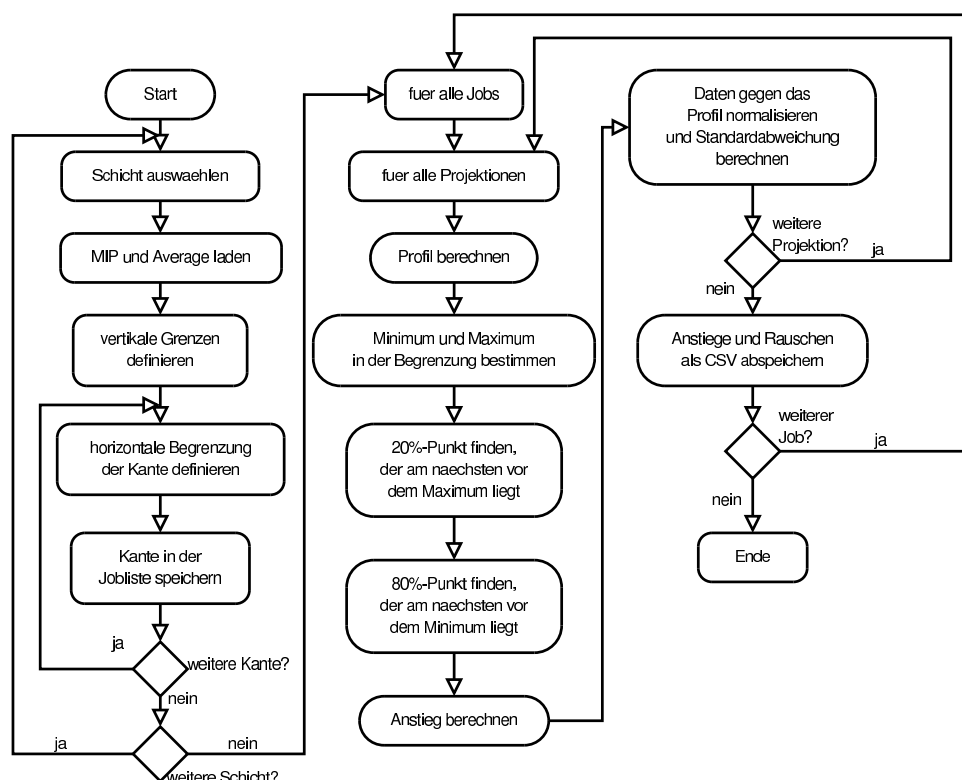 Start
Schicht auswaehlen
MIP und Average laden
vertikale Grenzen
definieren
horizontale Begrenzung
der Kante definieren
Kante in der
Jobliste speichern
ja
weitere Kante?
nein
ja
nein
weitere Schicht?
fuer alle Jobs
fuer alle Projektionen
Profil berechnen
Minimum und Maximum
in der Begrenzung bestimmen
20%-Punkt finden,
der am naechsten vor
dem Maximum liegt
80%-Punkt finden,
der am naechsten vor
dem Minimum liegt
Anstieg berechnen
Daten gegen das
Profil normalisieren
und Standardabweichung
berechnen
weitere
Projektion?
ja
nein
Anstiege und Rauschen
als CSV abspeichern
weiterer
Job?
ja
nein
Ende